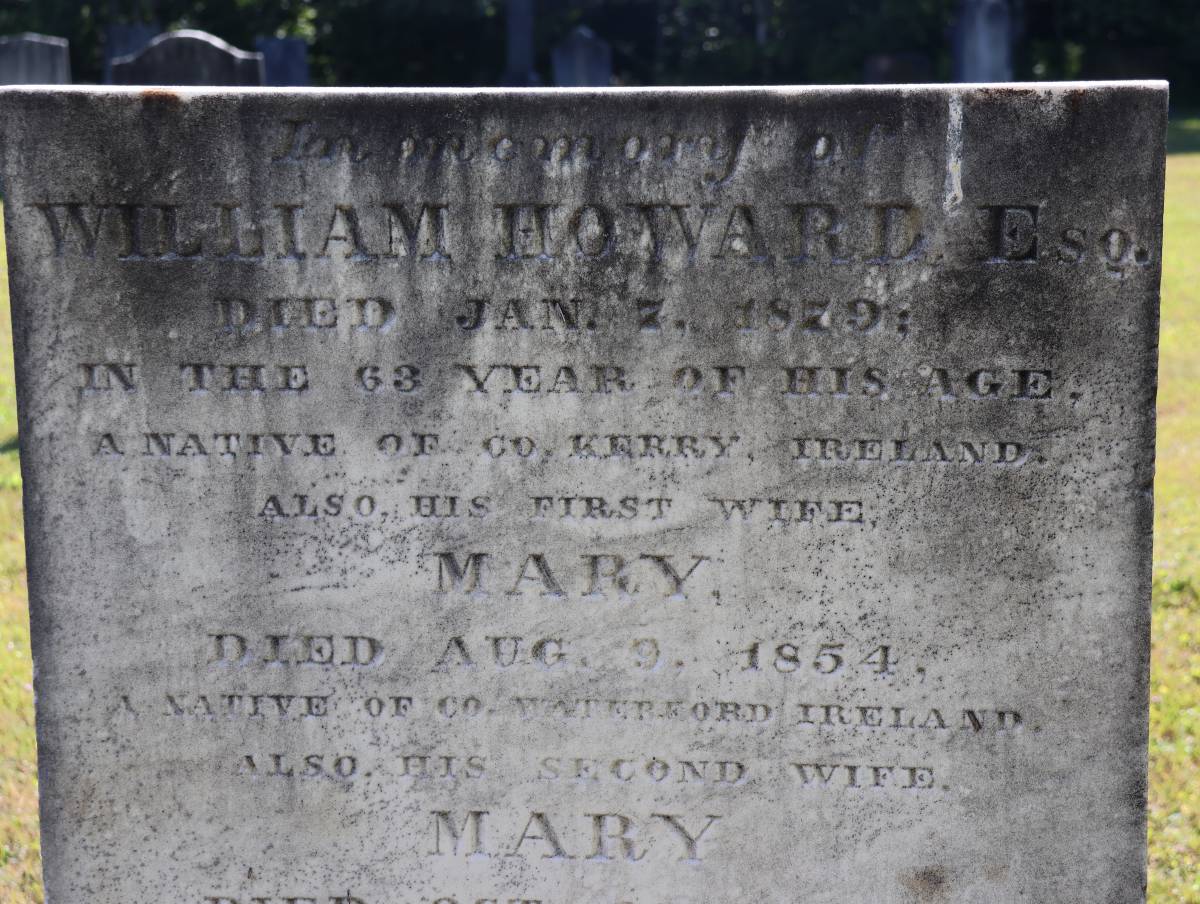 In memory of
WILLIAM HOWARD, ESQ.
DIED JAN. 7, 1879;
IN THE 63 YEAR OF HIS AGE,
A NATIVE OF CO. KERRY, IRELAND.
ALSO, HIS FIRST WIFE,
MARY,
DIED AUG. 9, 1854,
A NATIVE OF CO. WATERFORD IRELAND.
ALSO, HIS SECOND WIFE,
MARY
DIED OCT.